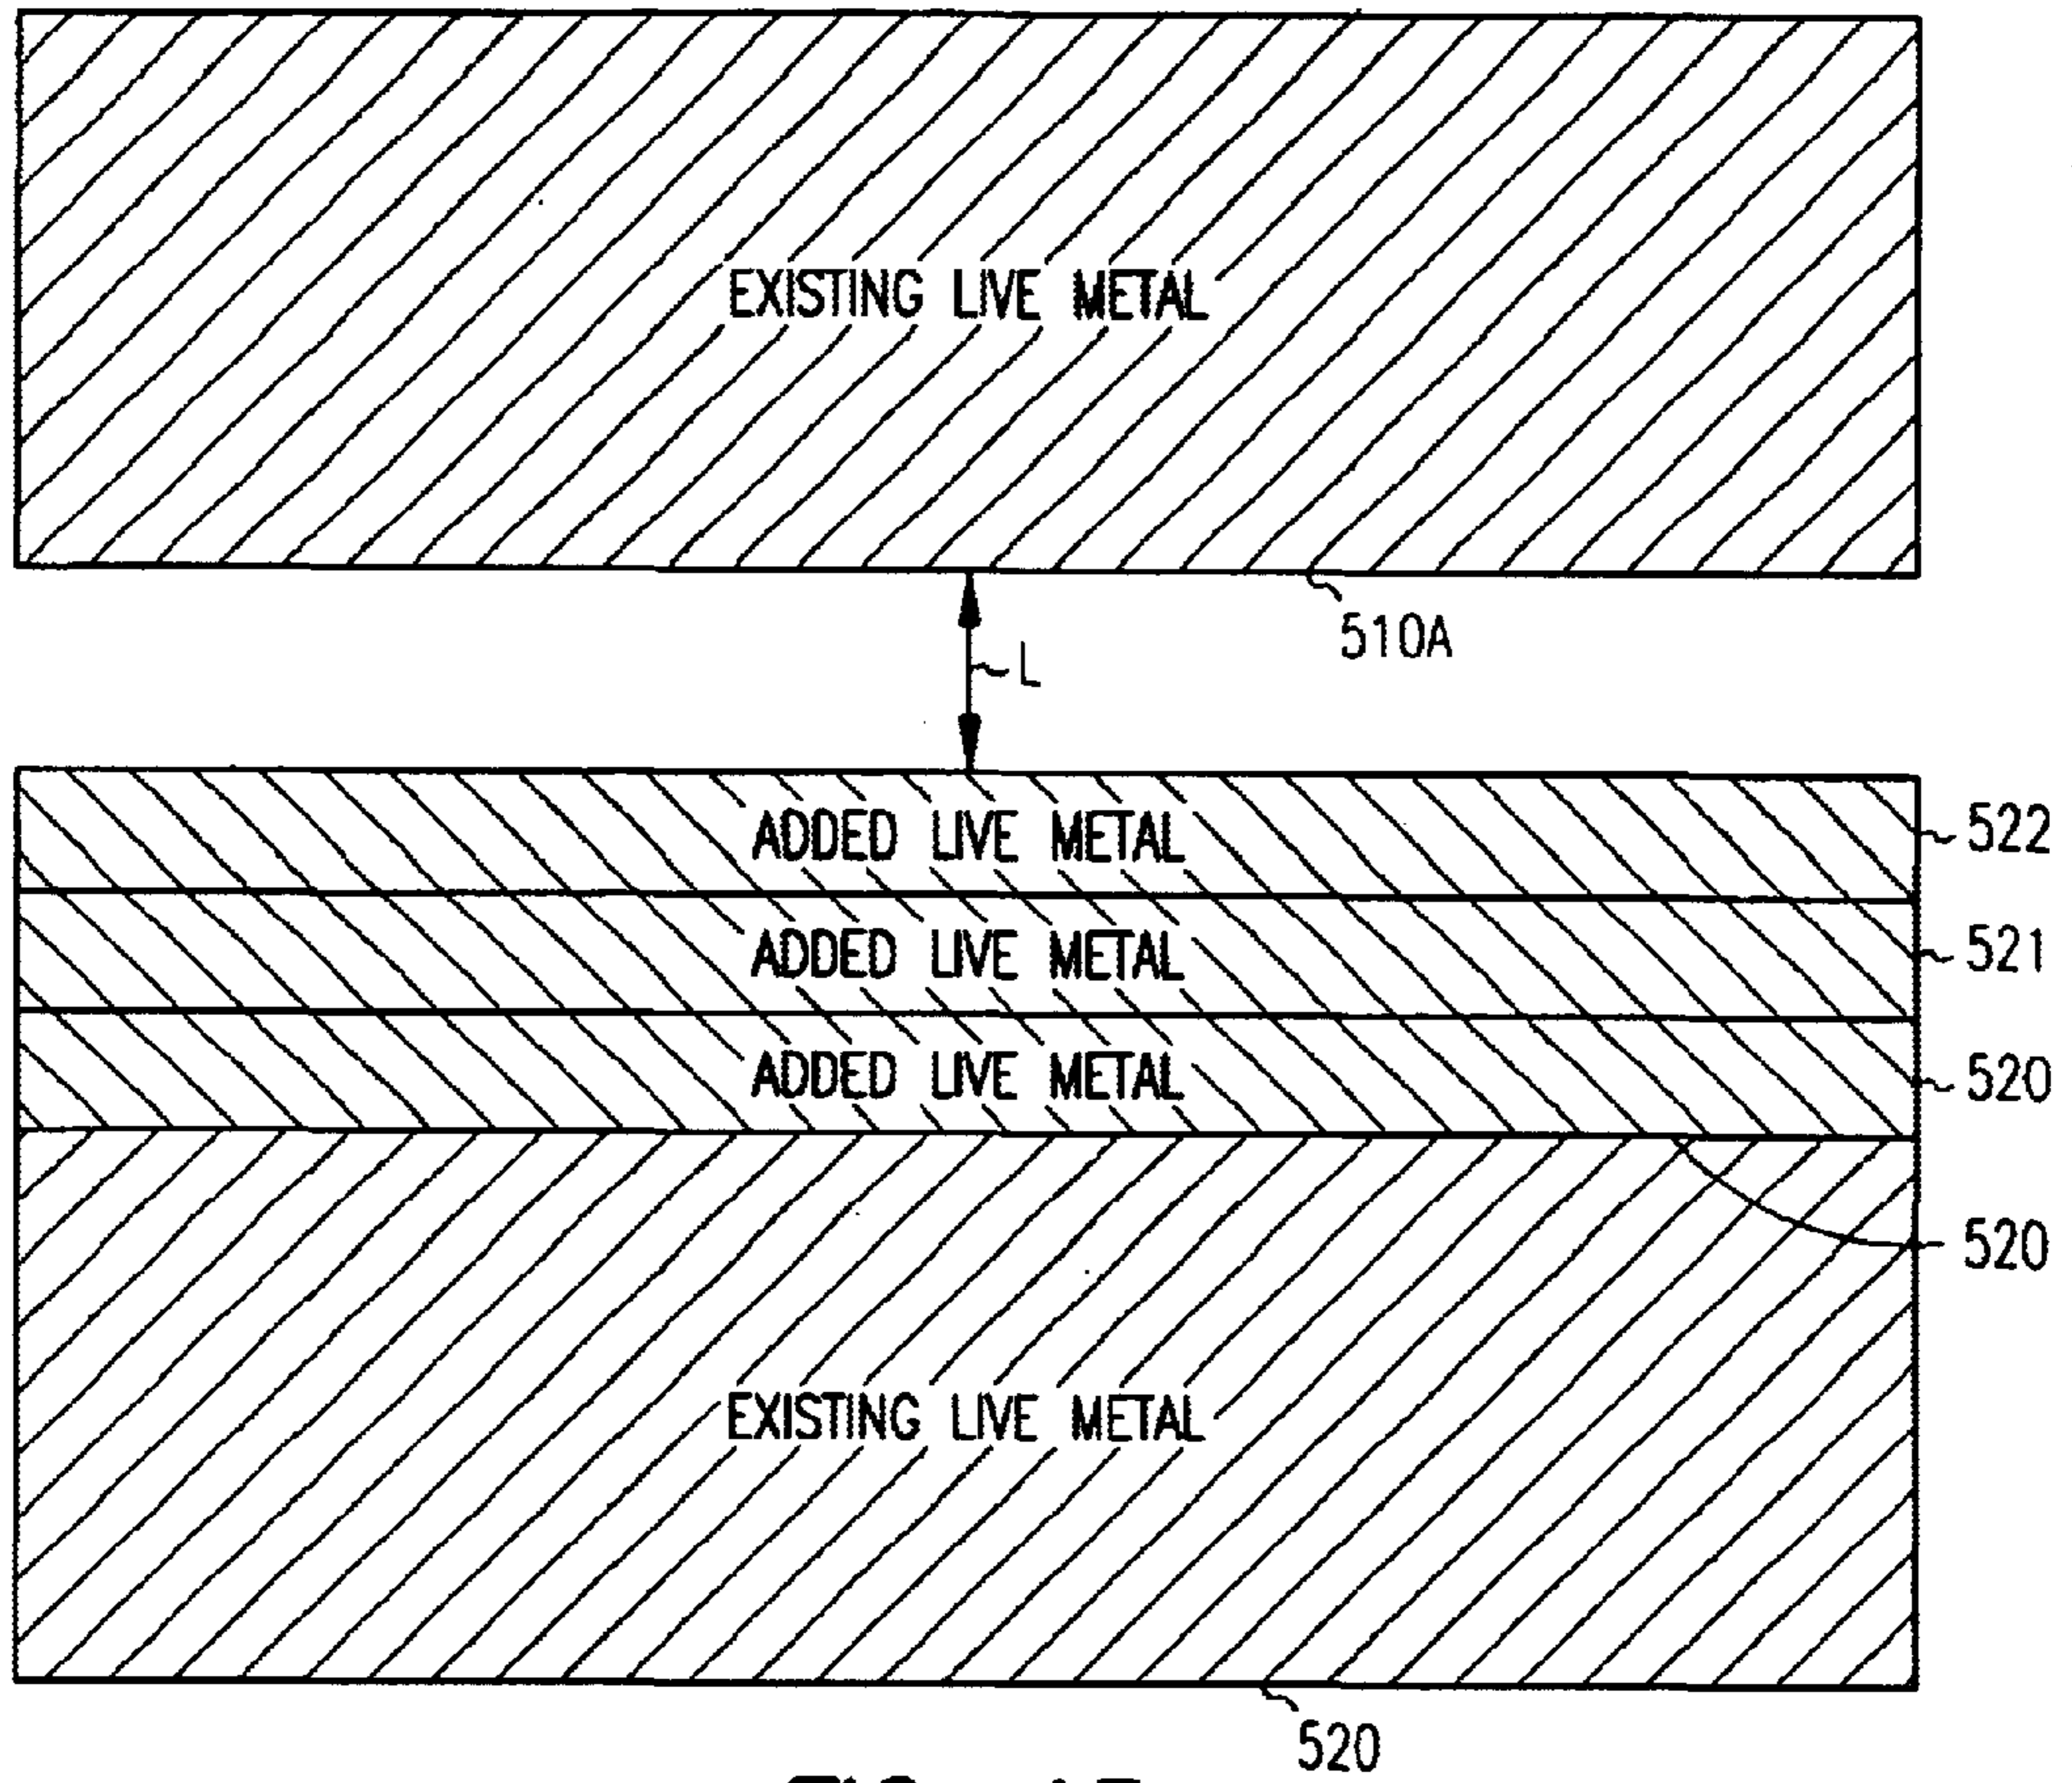 EXISTING LIVE METAL
510A
L
ADDED LIVE METAL
522
ADDED LIVE METAL
521
ADDED LIVE METAL
520
520
EXISTING LIVE METAL
520